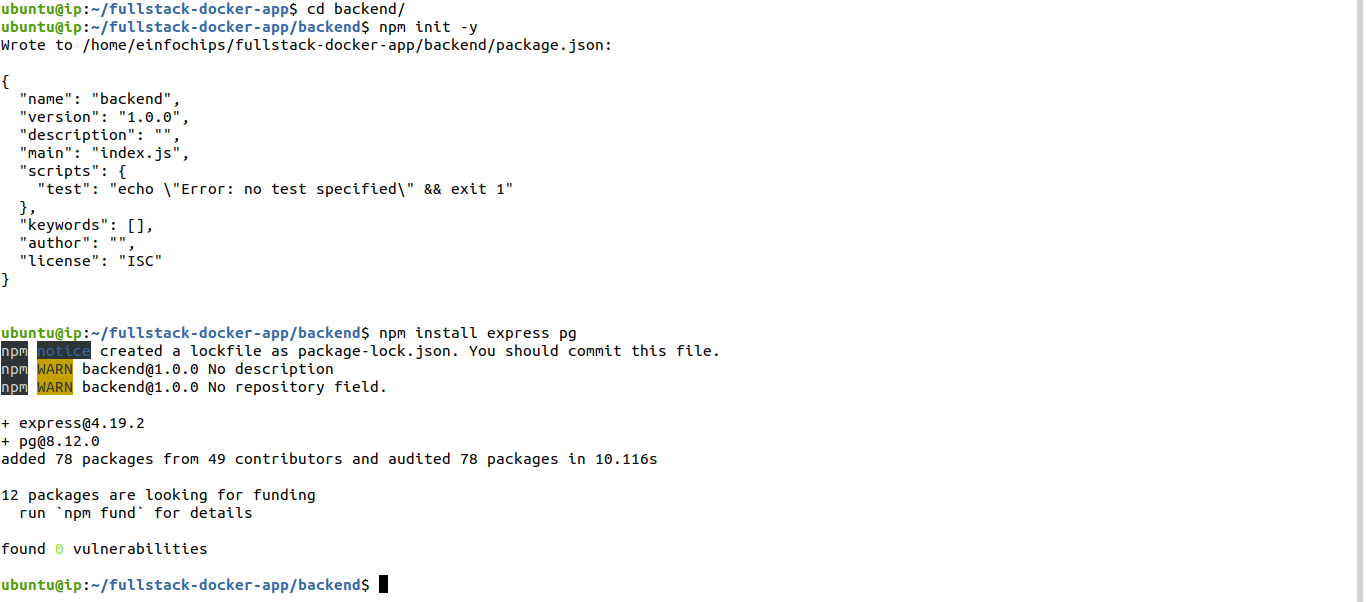 ubuntu@ip:~/fullstack-docker-app$ cd backend/
ubuntu@ip:~/fullstack-docker-app/backend$ npm init -y
Wrote to /home/einfochips/fullstack-docker-app/backend/package.json:

{
  "name": "backend",
  "version": "1.0.0",
  "description": "",
  "main": "index.js",
  "scripts": {
    "test": "echo \"Error: no test specified\" && exit 1"
  },
  "keywords": [],
  "author": "",
  "license": "ISC"
}

ubuntu@ip:~/fullstack-docker-app/backend$ npm install express pg
npm notice created a lockfile as package-lock.json. You should commit this file.
npm WARN backend@1.0.0 No description
npm WARN backend@1.0.0 No repository field.

+ express@4.19.2
+ pg@8.12.0
added 78 packages from 49 contributors and audited 78 packages in 10.116s

12 packages are looking for funding
  run `npm fund` for details

found 0 vulnerabilities

ubuntu@ip:~/fullstack-docker-app/backend$